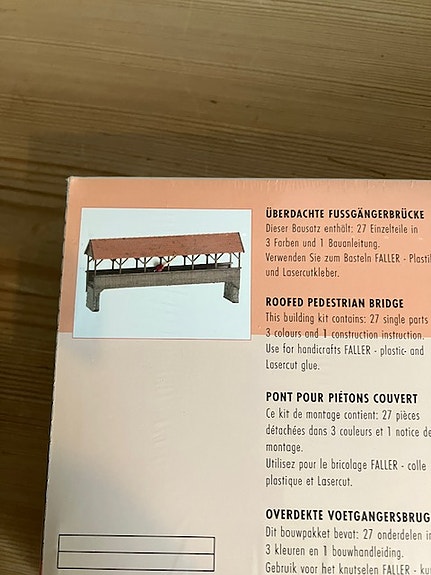 ÜBERDACHTE FUSSGÄNGERBRÜCKE
Dieser Bausatz enthält: 27 Einzelteile in
3 Farben und 1 Bauanleitung.
Verwenden Sie zum Basteln FALLER - Plastik
und Lasercutkleber.
ROOFED PEDESTRIAN BRIDGE
This building kit contains: 27 single parts
3 colours and 1 construction instruction.
Use for handicrafts FALLER - plastic- and
Lasercut glue.
PONT POUR PIÉTONS COUVERT
Ce kit de montage contient: 27 pièces
détachées dans 3 couleurs et 1 notice de
montage.
Utilisez pour le bricolage FALLER - colle
plastique et Lasercut.
OVERDEKTE VOETGANGERSBRUG
Dit bouwpakket bevat: 27 onderdelen in
3 kleuren en 1 bouwhandleiding.
Gebruik voor het knutselen FALLER -